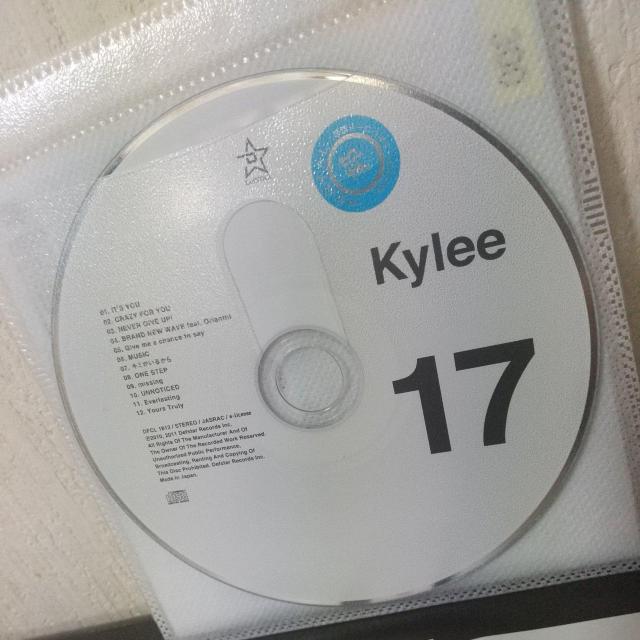 Kylee
17
01. IT'S YOU
02. CRAZY FOR YOU
03. NEVER GIVE UP!
04. BRAND NEW WAVE feat. Orianthi
05. Give me a chance to say
06. MUSIC
07. キミがいるから
08. ONE STEP
09. missing
10. UNNOTICED
11. Everlasting
12. Yours Truly
DFCL 1812 / STEREO / JASRAC / e-license
©2010, 2011 Defstar Records Inc.
All Rights Of The Manufacturer And Of
The Owner Of The Recorded Work Reserved.
Unauthorized Public Performance,
Broadcasting, Renting And Copying Of
This Disc Prohibited. Defstar Records Inc.
Made in Japan.